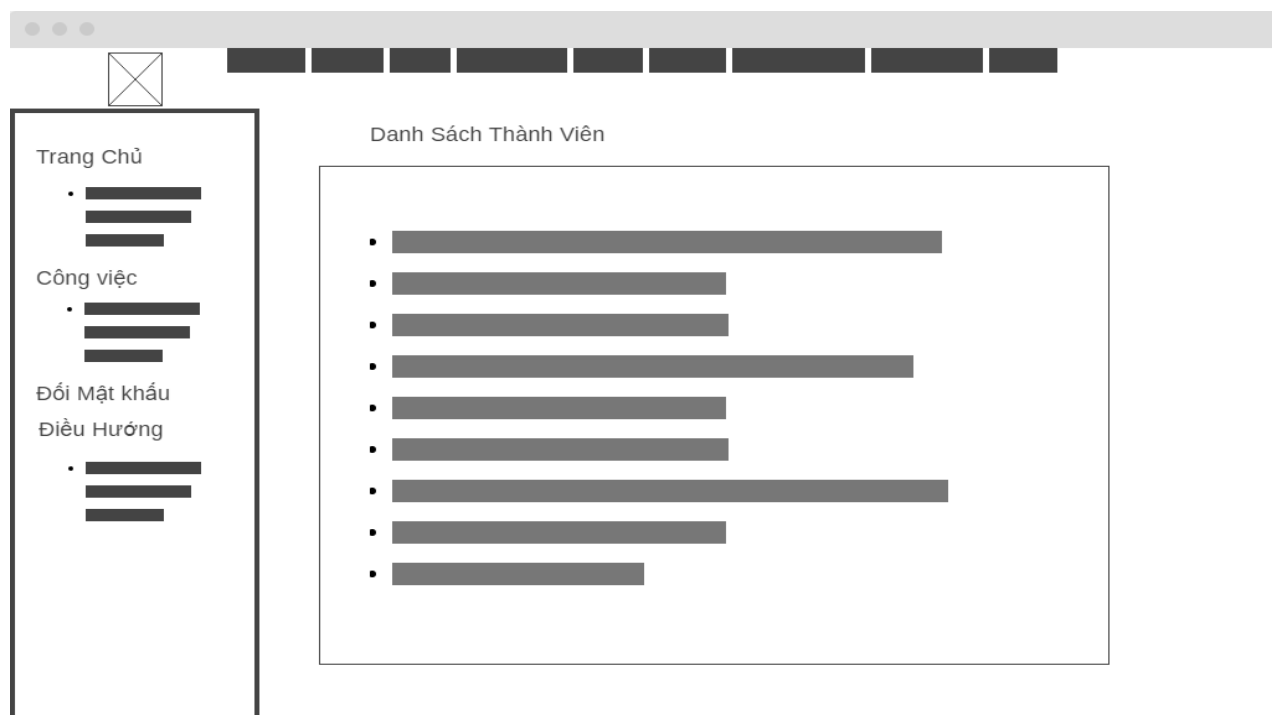 Danh Sách Thành Viên
Trang Chủ
Công việc
Đối Mật khẩu
Điều Hướng